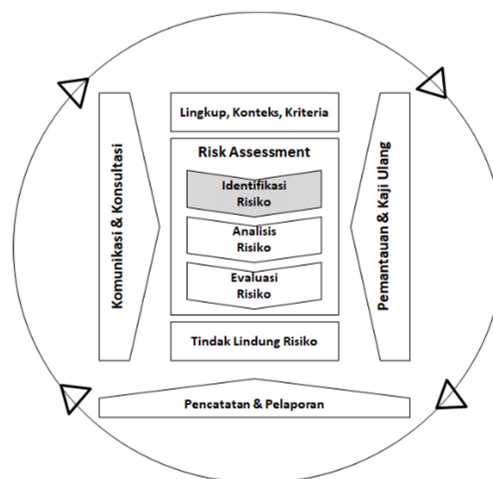 Lingkup, Konteks, Kriteria
Risk Assessment
Identifikasi
Risiko
Analisis
Risiko
Evaluasi
Risiko
Tindak Lindung Risiko
Komunikasi & Konsultasi
Pemantauan & Kaji Ulang
Pencatatan & Pelaporan